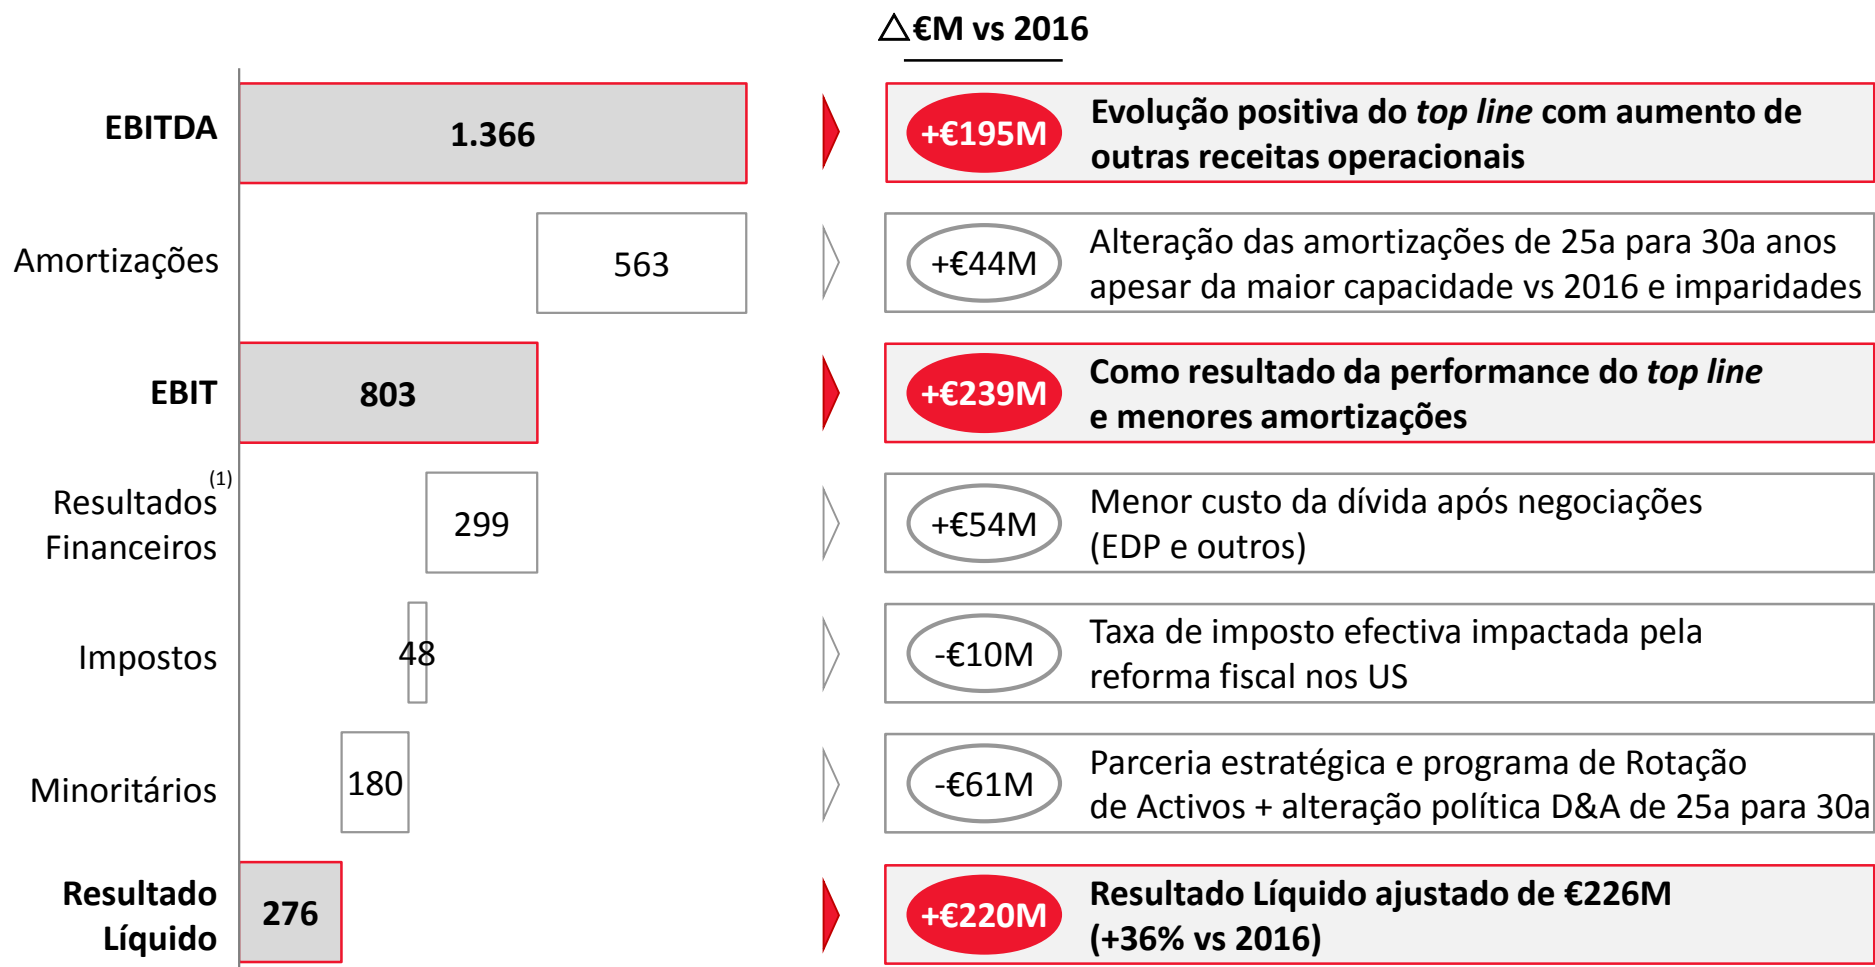 △€M vs 2016
EBITDA
1.366
+€195M
Evolução positiva do top line com aumento de
outras receitas operacionais
Amortizações
563
+€44M
Alteração das amortizações de 25a para 30a anos
apesar da maior capacidade vs 2016 e imparidades
EBIT
803
+€239M
Como resultado da performance do top line
e menores amortizações
Resultados (1)
Financeiros
299
+€54M
Menor custo da dívida após negociações
(EDP e outros)
Impostos
48
-€10M
Taxa de imposto efectiva impactada pela
reforma fiscal nos US
Minoritários
180
-€61M
Parceria estratégica e programa de Rotação
de Activos + alteração política D&A de 25a para 30a
Resultado
Líquido
276
+€220M
Resultado Líquido ajustado de €226M
(+36% vs 2016)